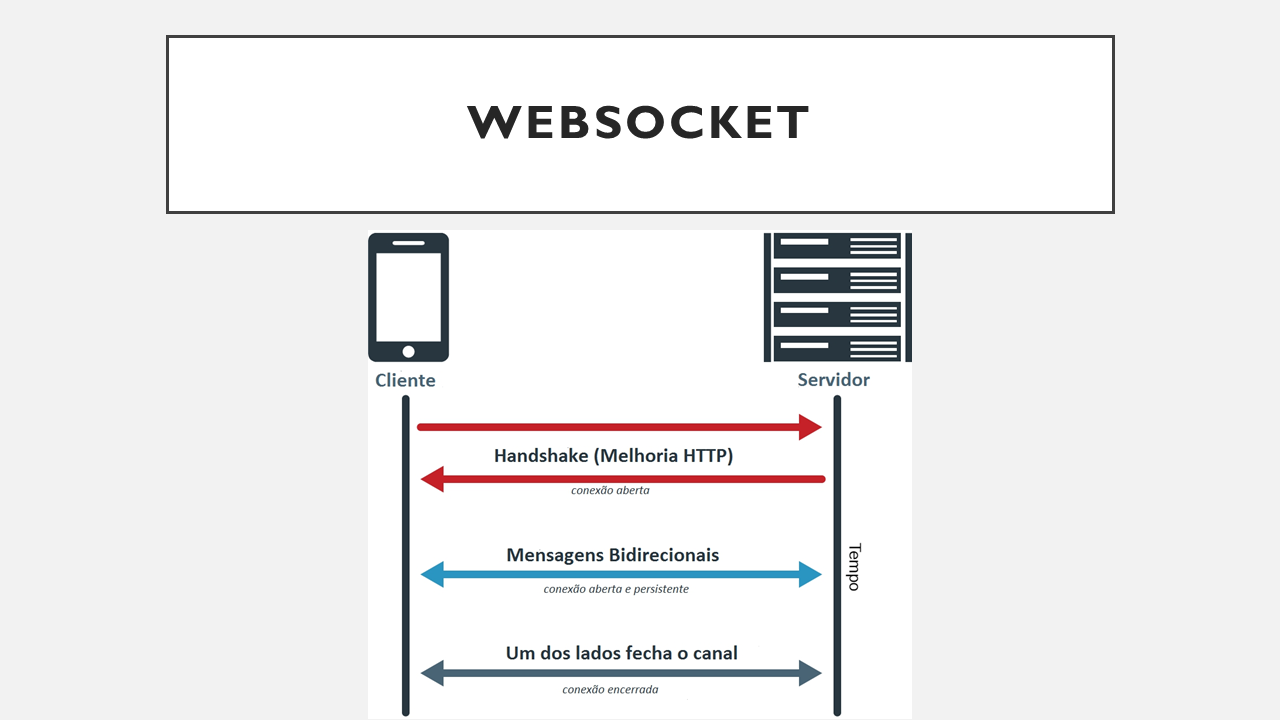 WEBSOCKET
Cliente
Servidor
Handshake (Melhoria HTTP)
conexão aberta
Mensagens Bidirecionais
conexão aberta e persistente
Tempo
Um dos lados fecha o canal
conexão encerrada